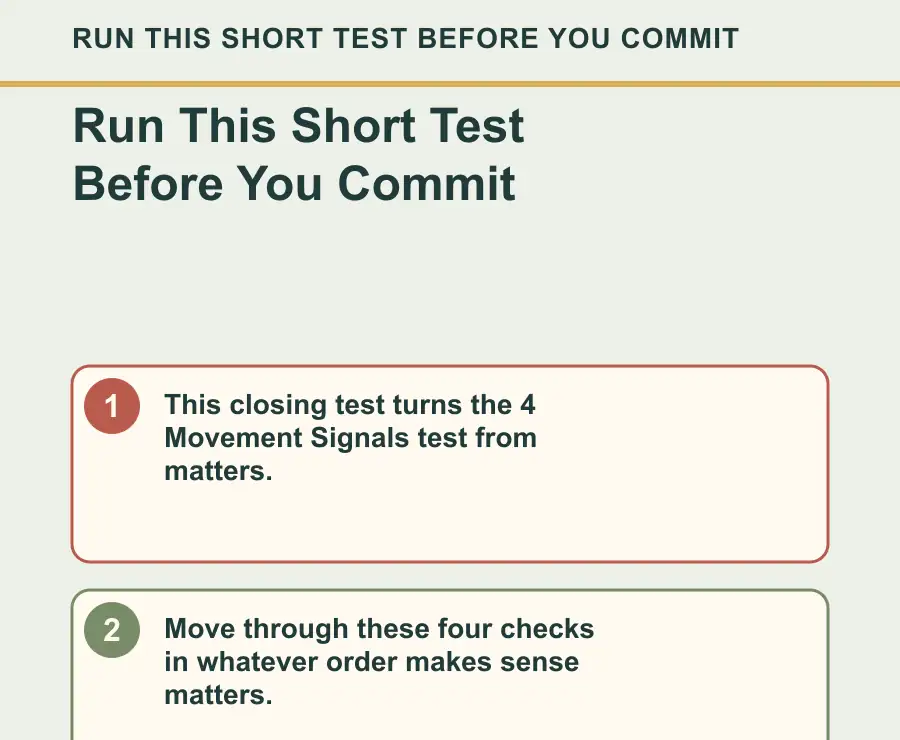 RUN THIS SHORT TEST BEFORE YOU COMMIT
Run This Short Test
Before You Commit
1
This closing test turns the 4
Movement Signals test from
matters.
2
Move through these four checks
in whatever order makes sense
matters.